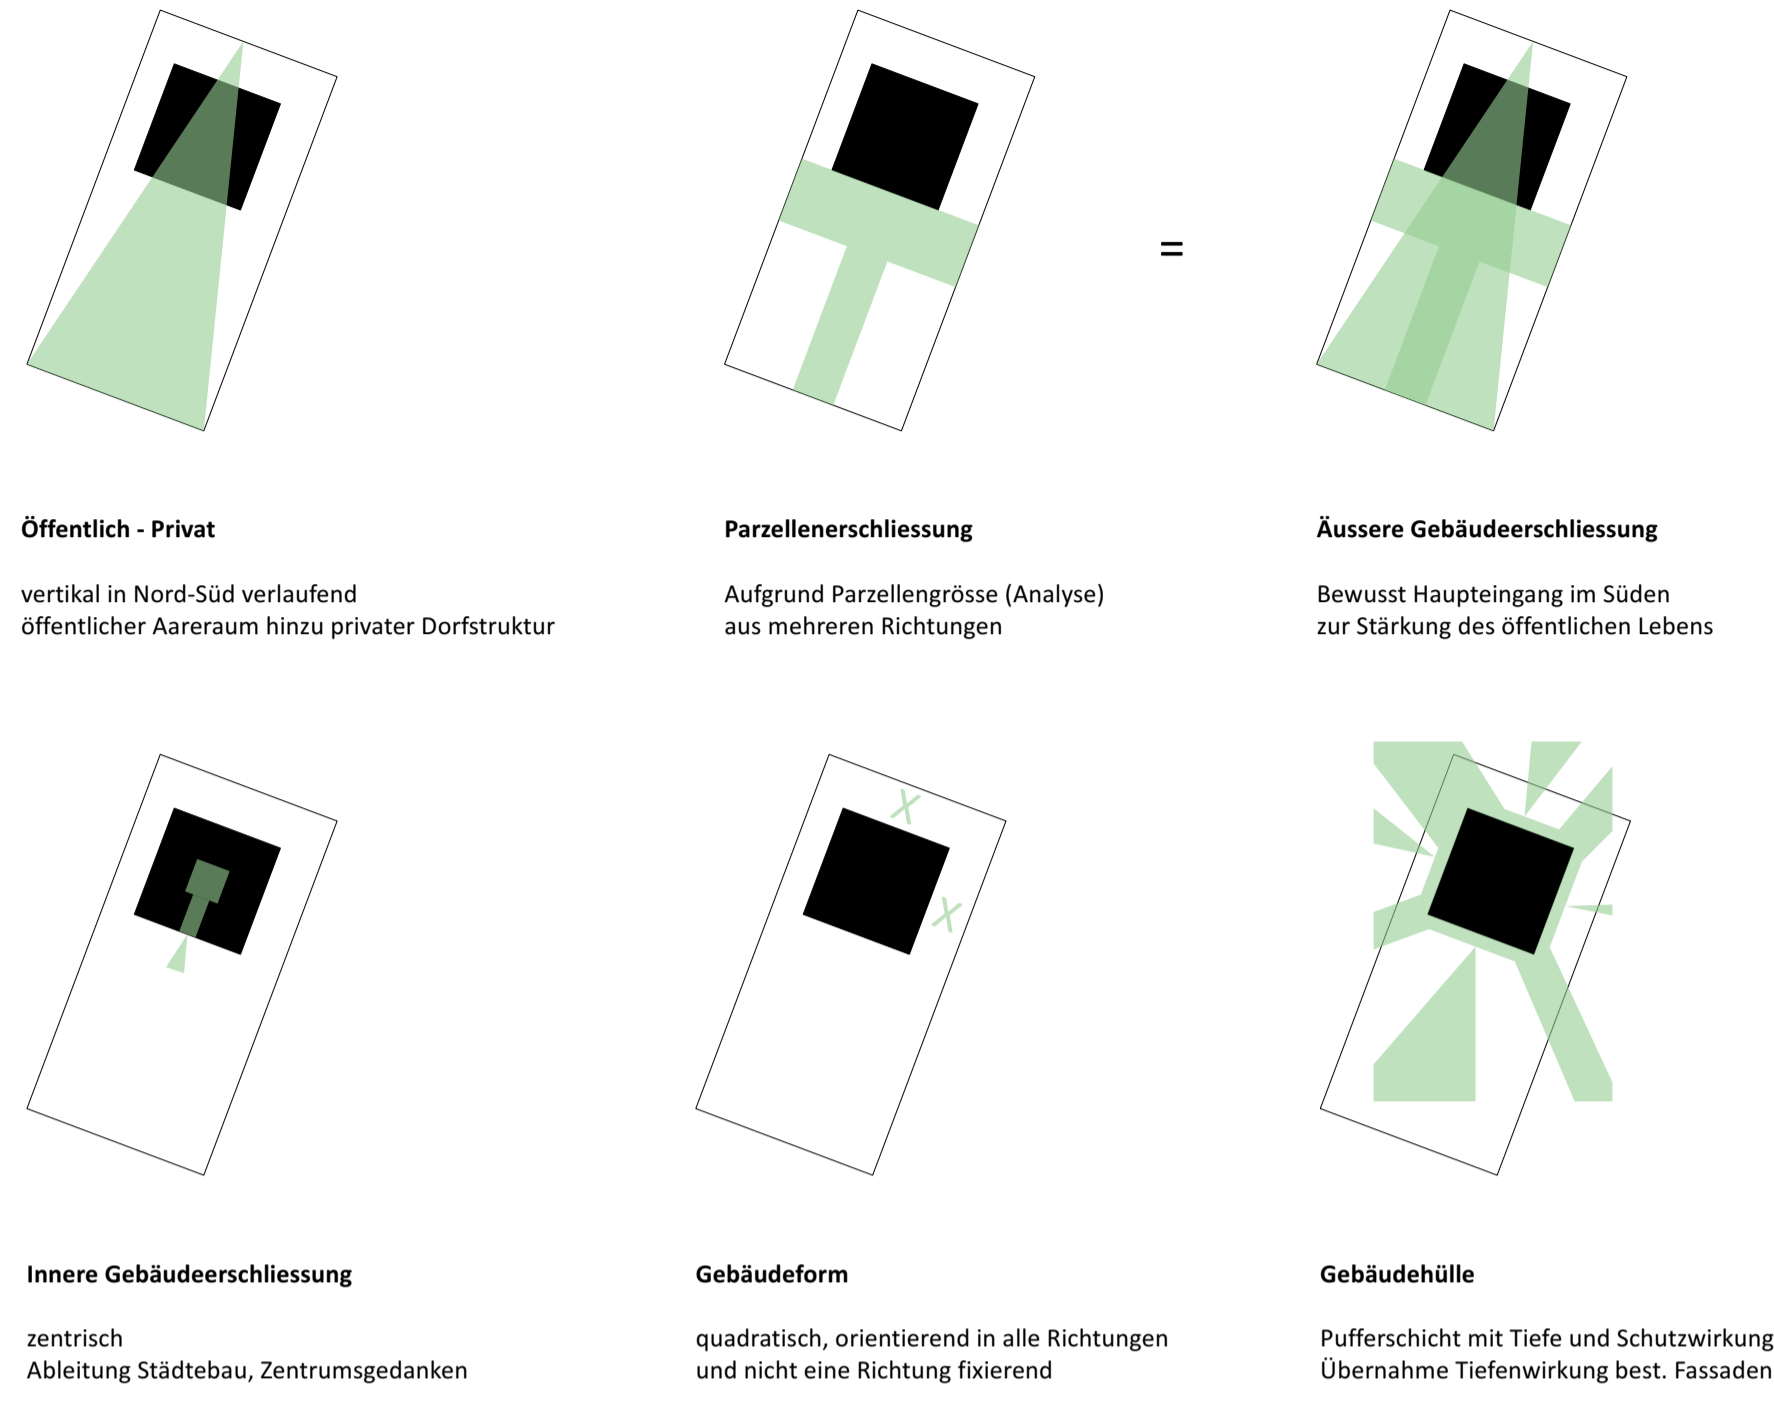 =
Öffentlich - Privat
vertikal in Nord-Süd verlaufend
öffentlicher Aareraum hinzu privater Dorfstruktur
Parzellenerschliessung
Aufgrund Parzellengrösse (Analyse)
aus mehreren Richtungen
Äussere Gebäudeerschliessung
Bewusst Haupteingang im Süden
zur Stärkung des öffentlichen Lebens
X
X
Innere Gebäudeerschliessung
zentrisch
Ableitung Städtebau, Zentrumsgedanken
Gebäudeform
quadratisch, orientierend in alle Richtungen
und nicht eine Richtung fixierend
Gebäudehülle
Pufferschicht mit Tiefe und Schutzwirkung
Übernahme Tiefenwirkung best. Fassaden